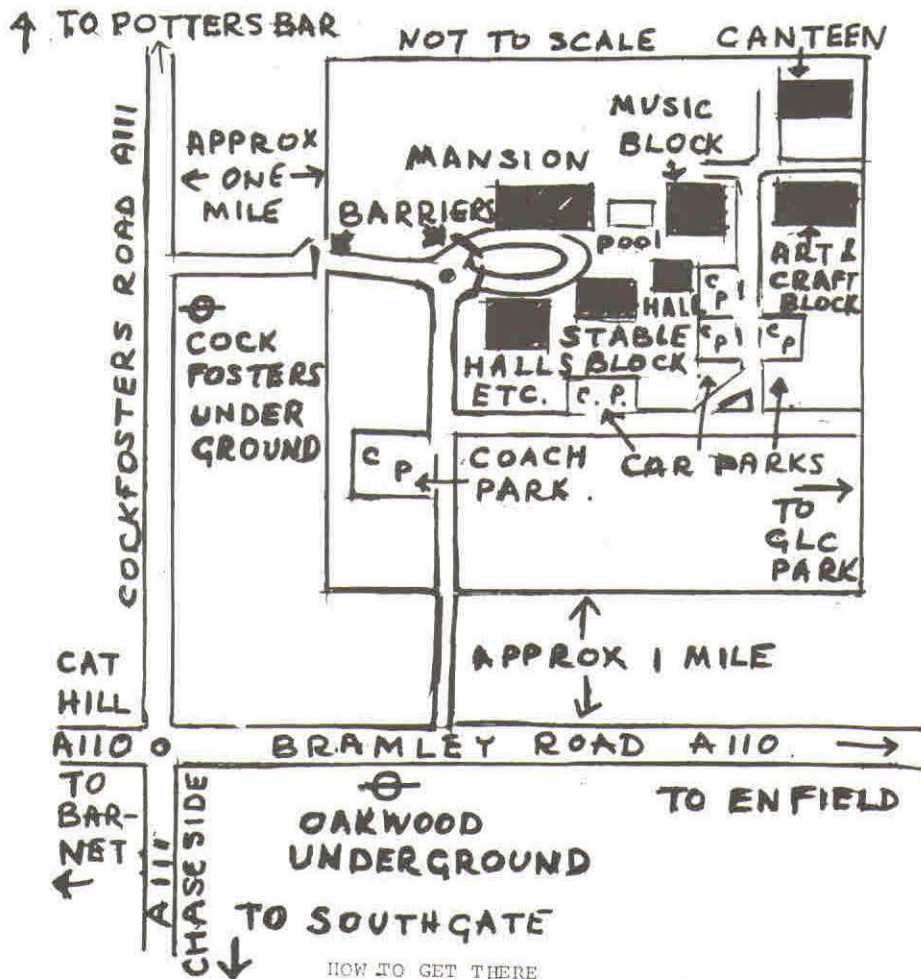 ↑ TO POTTERS BAR
NOT TO SCALE
CANTEEN
COCKFOSTERS ROAD A111
APPROX
← ONE →
MILE
MUSIC
BLOCK
MANSION
BARRIERS
POOL
ART &
CRAFT
BLOCK
HALL
C P
C P
C P
COCK
FOSTERS
UNDER
GROUND
STABLE
BLOCK
HALLS
ETC.
C. P.
C P
COACH
PARK.
CAR PARKS
TO
GLC
PARK
CAT
HILL
APPROX 1 MILE
A110
BRAMLEY ROAD A110. →
TO
BAR-
NET
←
A111
CHASESIDE
OAKWOOD
UNDERGROUND
TO ENFIELD
TO SOUTHGATE
HOW TO GET THERE